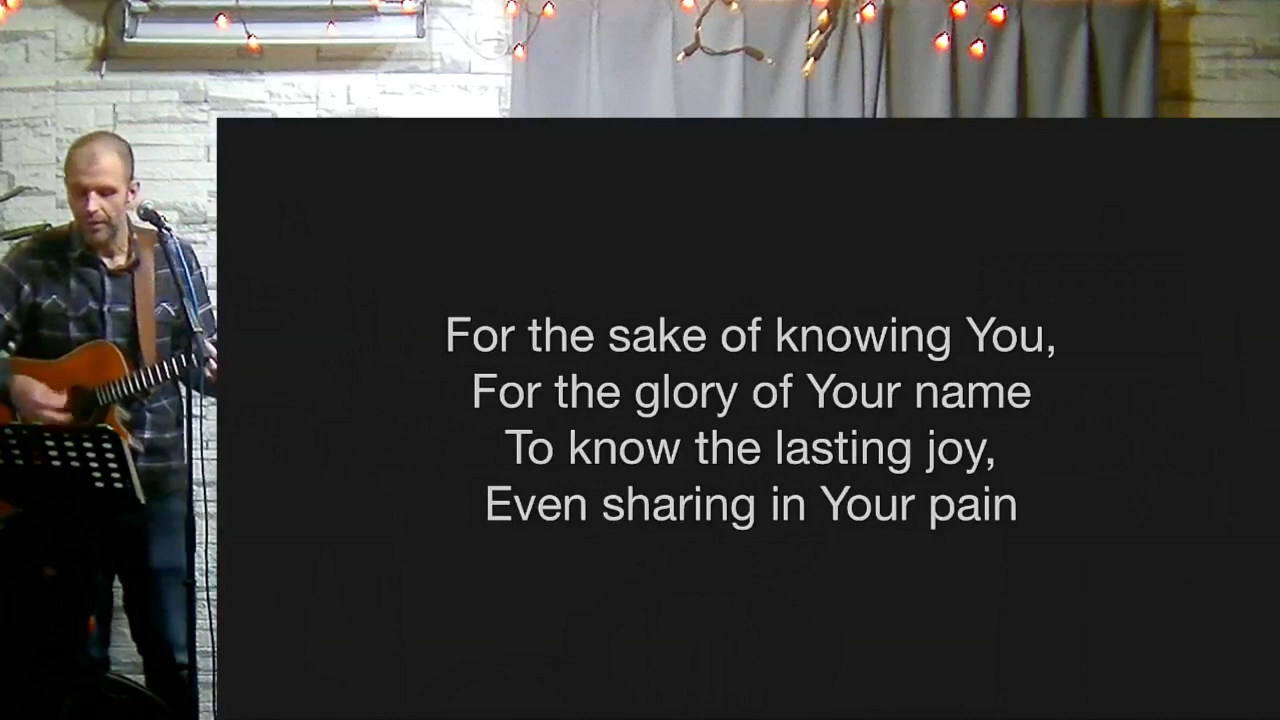 For the sake of knowing You,
For the glory of Your name
To know the lasting joy,
Even sharing in Your pain